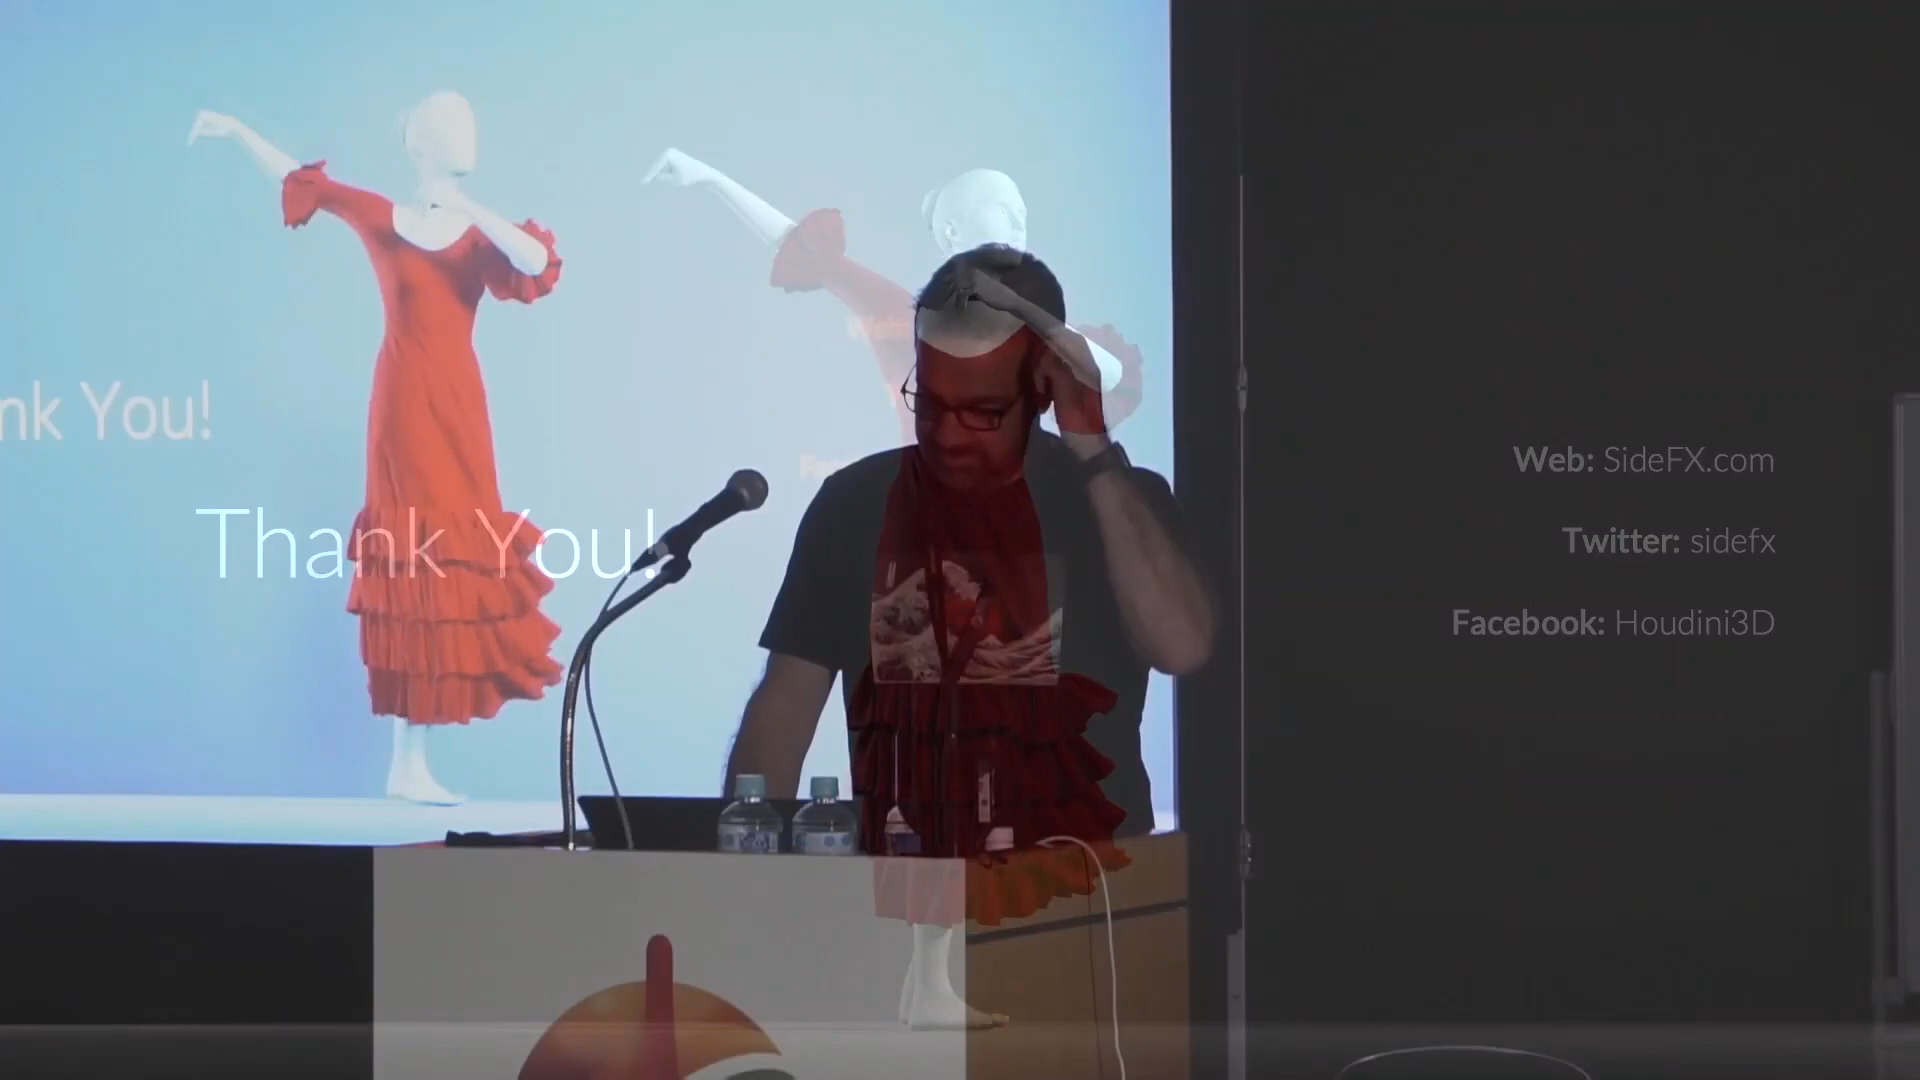 nk You!
Thank You!
Web: SideFX.com
Twitter: sidefx
Facebook: Houdini3D